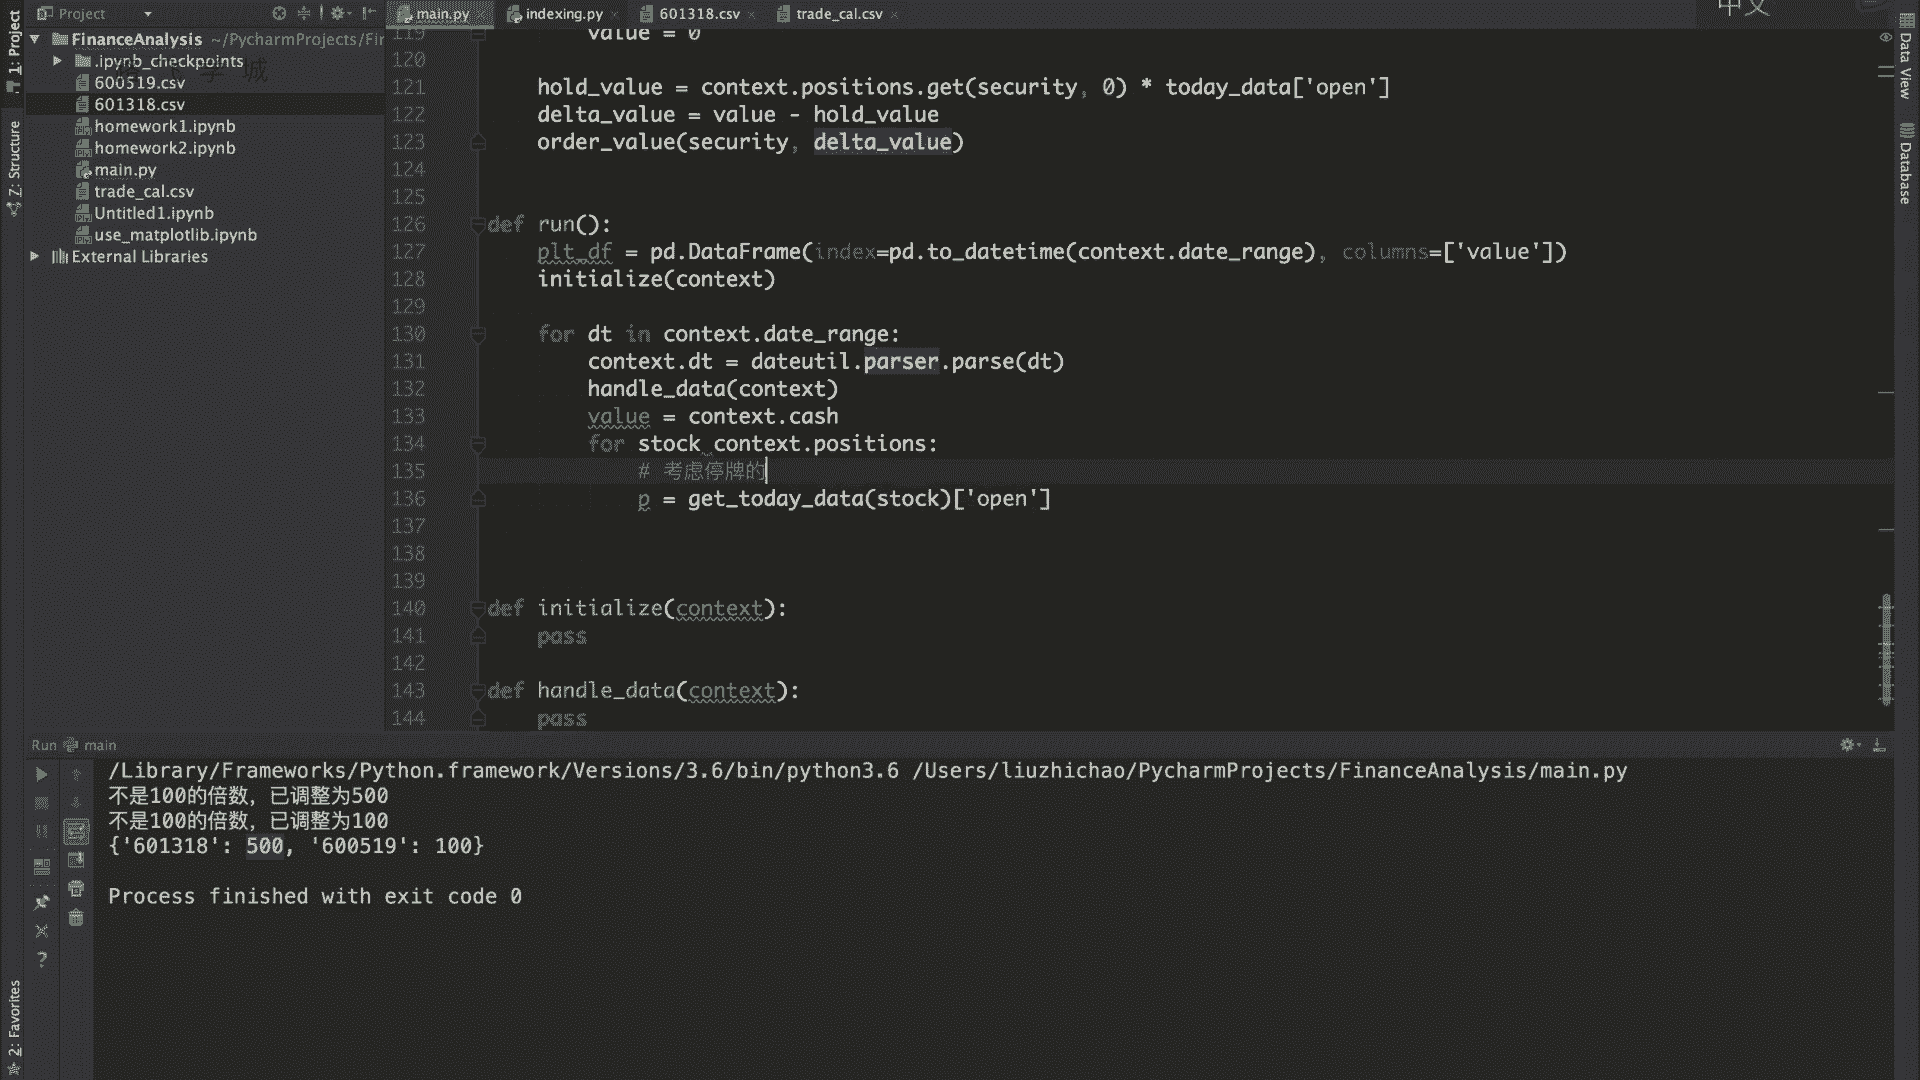 Project
main.py
indexing.py
601318.csv
trade_cal.csv
中文
1: Project
Z: Structure
2: Favorites
FinanceAnalysis ~/PycharmProjects/Fir
.ipynb_checkpoints
学城
600519.csv
601318.csv
homework1.ipynb
homework2.ipynb
main.py
trade_cal.csv
Untitled1.ipynb
use_matplotlib.ipynb
External Libraries
119 value = 0
120
121 hold_value = context.positions.get(security, 0) * today_data['open']
122 delta_value = value - hold_value
123 order_value(security, delta_value)
124
125
126 def run():
127 plt_df = pd.DataFrame(index=pd.to_datetime(context.date_range), columns=['value'])
128 initialize(context)
129
130 for dt in context.date_range:
131 context.dt = dateutil.parser.parse(dt)
132 handle_data(context)
133 value = context.cash
134 for stock context.positions:
135 # 考虑停牌的
136 p = get_today_data(stock)['open']
137
138
139
140 def initialize(context):
141 pass
142
143 def handle_data(context):
144 pass
Data View
Database
Run main
/Library/Frameworks/Python.framework/Versions/3.6/bin/python3.6 /Users/liuzhichao/PycharmProjects/FinanceAnalysis/main.py
不是100的倍数，已调整为500
不是100的倍数，已调整为100
{'601318': 500, '600519': 100}
Process finished with exit code 0